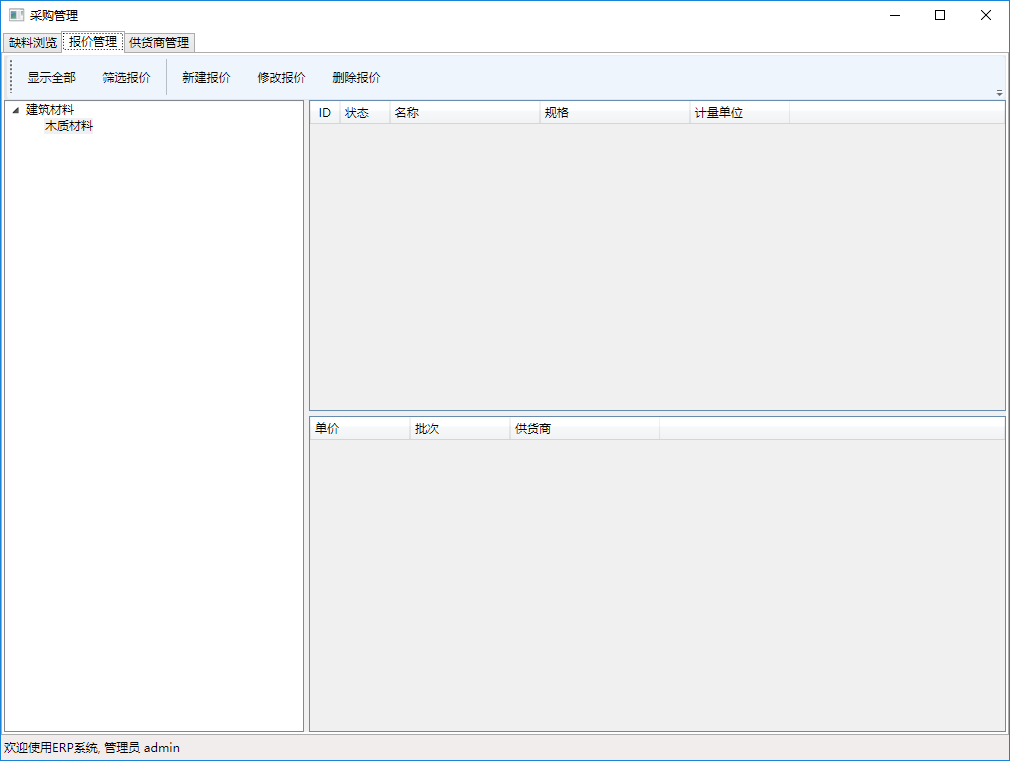 采购管理
缺料浏览 报价管理 供货商管理
显示全部 筛选报价 新建报价 修改报价 删除报价
建筑材料
木质材料
ID 状态 名称 规格 计量单位
单价 批次 供货商
欢迎使用ERP系统, 管理员 admin